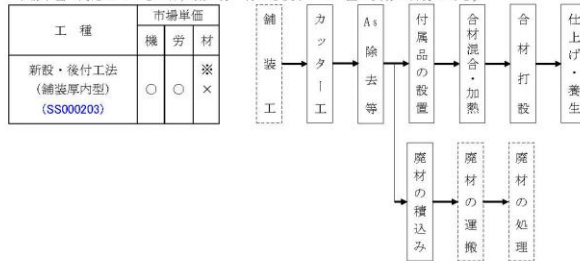 工　種
市場単価
機
労
材
新設・後付工法
(舗装厚内型)
(SS000203)
○
○
※
×
舗装工
カッター工
As除去等
付属品の設置
合材混合・加熱
合材打設
仕上げ・養生
廃材の積込み
廃材の運搬
廃材の処理